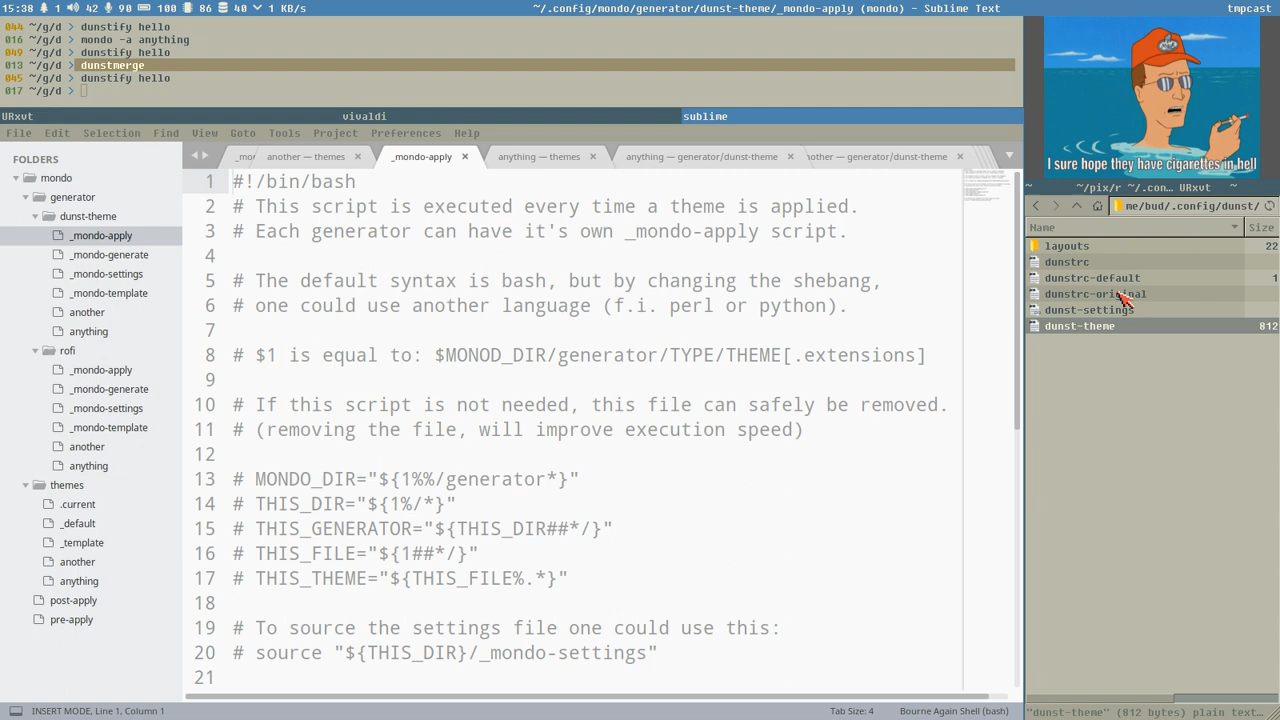 15:38 1 42 90 100 86 40 1 KB/s ~/.config/mondo/generator/dunst-theme/_mondo-apply (mondo) - Sublime Text tmpcast
044 ~/g/d > dunstify hello
016 ~/g/d > mondo -a anything
049 ~/g/d > dunstify hello
013 ~/g/d > dunstmerge
045 ~/g/d > dunstify hello
017 ~/g/d >
URxvt vivaldi sublime
File Edit Selection Find View Goto Tools Project Preferences Help
FOLDERS
mondo
generator
dunst-theme
_mondo-apply
_mondo-generate
_mondo-settings
_mondo-template
another
anything
rofi
_mondo-apply
_mondo-generate
_mondo-settings
_mondo-template
another
anything
themes
.current
_default
_template
another
anything
post-apply
pre-apply
_mor another — themes _mondo-apply anything — themes anything — generator/dunst-theme nother — generator/dunst-theme
1 #!/bin/bash
2 # This script is executed every time a theme is applied.
3 # Each generator can have it's own _mondo-apply script.
4
5 # The default syntax is bash, but by changing the shebang,
6 # one could use another language (f.i. perl or python).
7
8 # $1 is equal to: $MONOD_DIR/generator/TYPE/THEME[.extensions]
9
10 # If this script is not needed, this file can safely be removed.
11 # (removing the file, will improve execution speed)
12
13 # MONDO_DIR="${1%%/generator*}"
14 # THIS_DIR="${1%/*}"
15 # THIS_GENERATOR="${THIS_DIR##*/}"
16 # THIS_FILE="${1##*/}"
17 # THIS_THEME="${THIS_FILE%.*}"
18
19 # To source the settings file one could use this:
20 # source "${THIS_DIR}/_mondo-settings"
21
INSERT MODE, Line 1, Column 1 Tab Size: 4 Bourne Again Shell (bash)
I sure hope they have cigarettes in hell
~ ~/pix/r ~/.con… URxvt ~
me/bud/.config/dunst/
Name Size
layouts 22
dunstrc
dunstrc-default 1
dunstrc-original
dunst-settings
dunst-theme 812
"dunst-theme" (812 bytes) plain text…